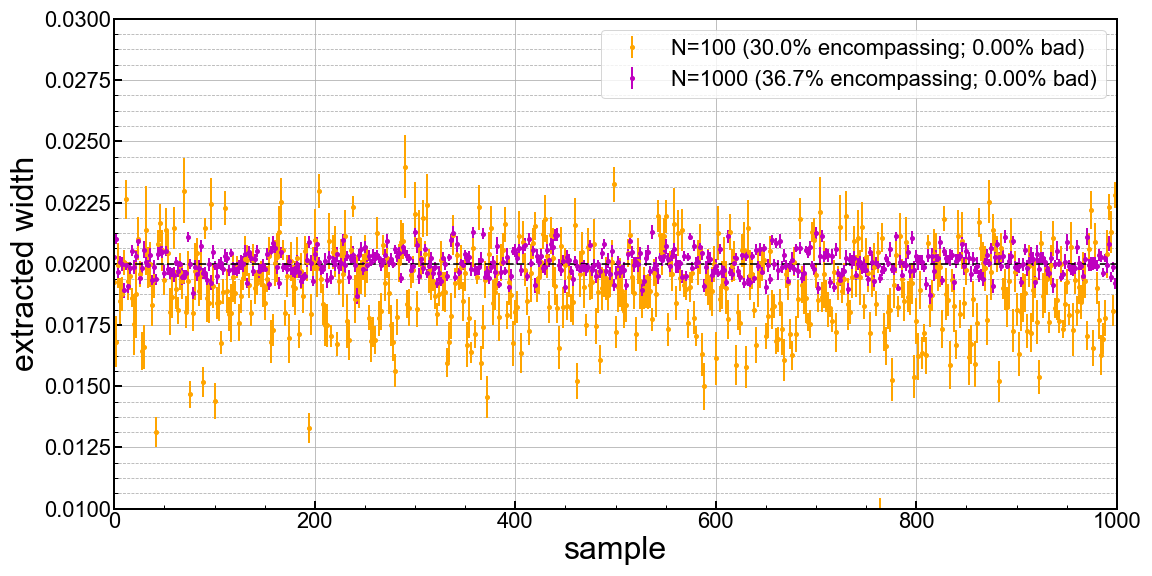 0.0300
0.0275
0.0250
0.0225
0.0200
0.0175
0.0150
0.0125
0.0100
extracted width
N=100 (30.0% encompassing; 0.00% bad)
N=1000 (36.7% encompassing; 0.00% bad)
0 200 400 600 800 1000
sample